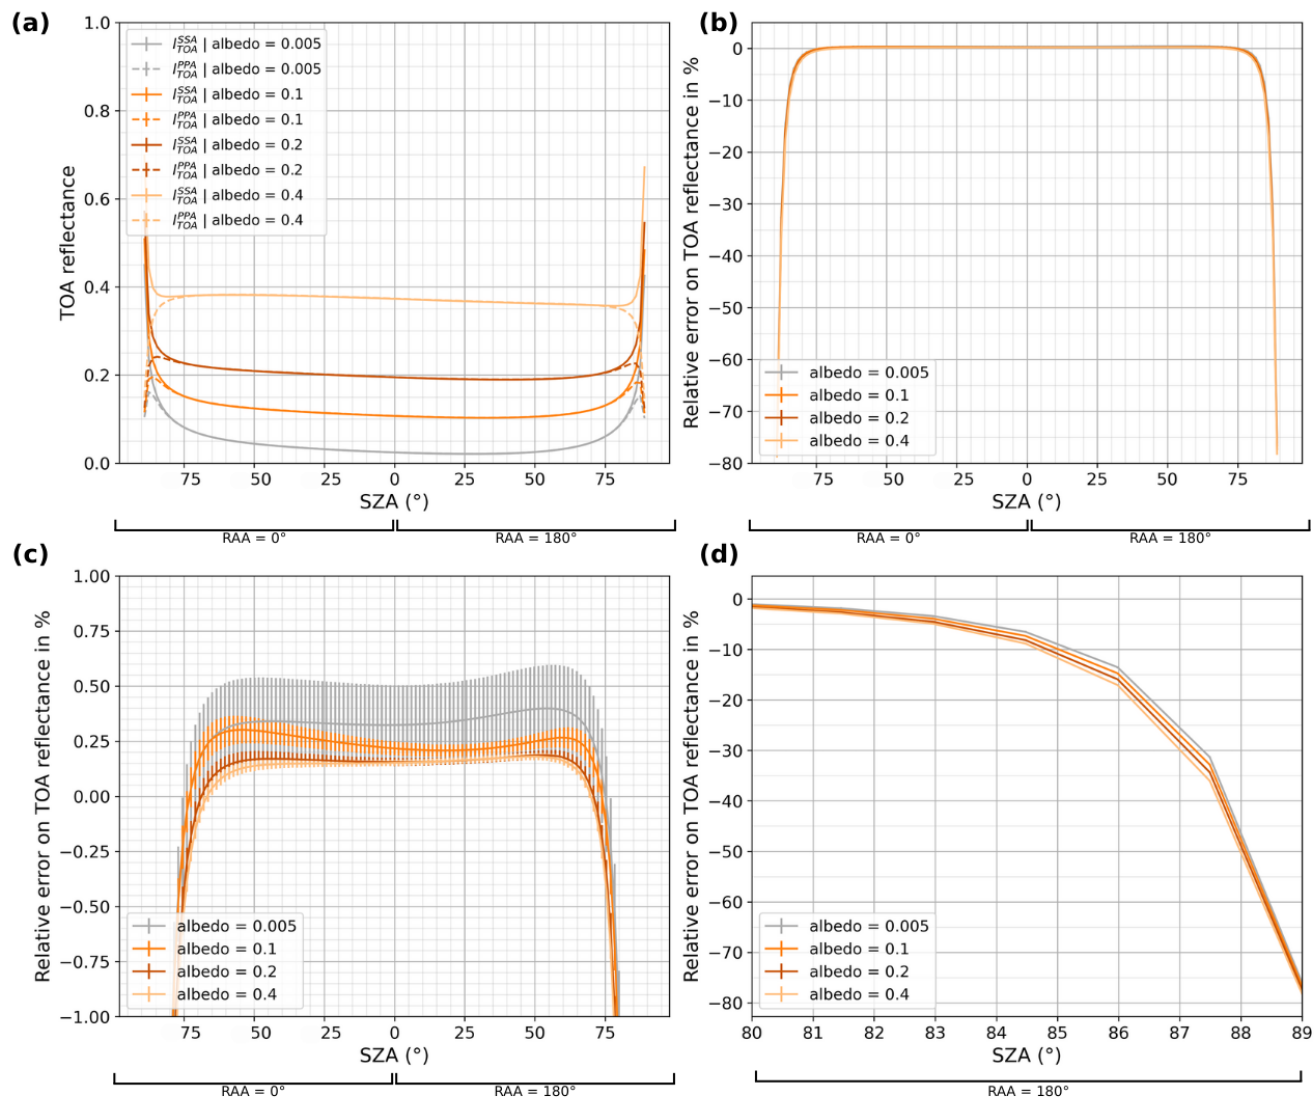 (a)
1.0
0.8
0.6
0.4
0.2
0.0
TOA reflectance
I_TOA^SSA | albedo = 0.005
I_TOA^PPA | albedo = 0.005
I_TOA^SSA | albedo = 0.1
I_TOA^PPA | albedo = 0.1
I_TOA^SSA | albedo = 0.2
I_TOA^PPA | albedo = 0.2
I_TOA^SSA | albedo = 0.4
I_TOA^PPA | albedo = 0.4
75 50 25 0 25 50 75
SZA (°)
RAA = 0° RAA = 180°
(b)
0
−10
−20
−30
−40
−50
−60
−70
−80
Relative error on TOA reflectance in %
albedo = 0.005
albedo = 0.1
albedo = 0.2
albedo = 0.4
75 50 25 0 25 50 75
SZA (°)
RAA = 0° RAA = 180°
(c)
1.00
0.75
0.50
0.25
0.00
−0.25
−0.50
−0.75
−1.00
Relative error on TOA reflectance in %
albedo = 0.005
albedo = 0.1
albedo = 0.2
albedo = 0.4
75 50 25 0 25 50 75
SZA (°)
RAA = 0° RAA = 180°
(d)
0
−10
−20
−30
−40
−50
−60
−70
−80
Relative error on TOA reflectance in %
albedo = 0.005
albedo = 0.1
albedo = 0.2
albedo = 0.4
80 81 82 83 84 85 86 87 88 89
SZA (°)
RAA = 180°